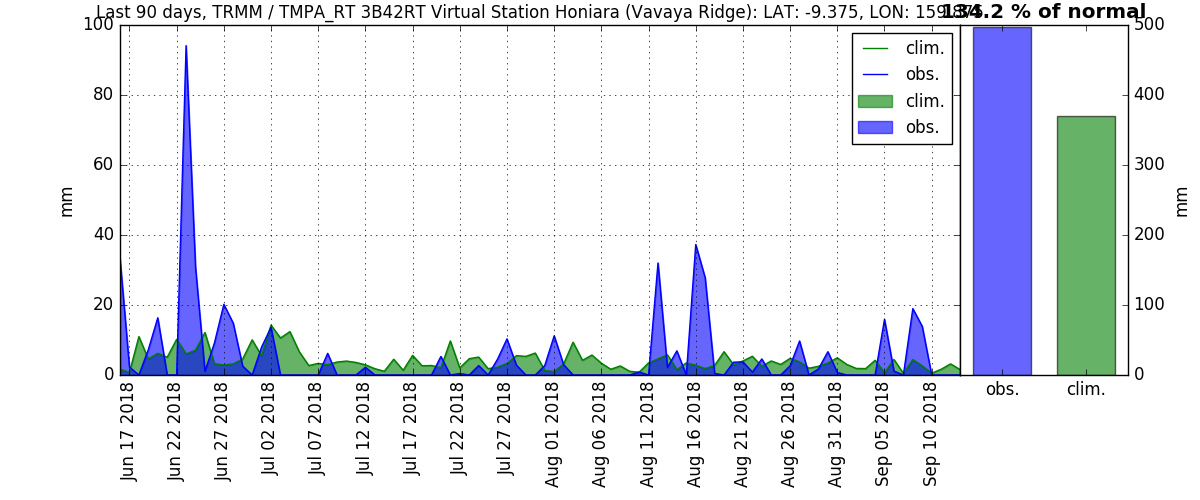 Last 90 days, TRMM / TMPA_RT 3B42RT Virtual Station Honiara (Vavaya Ridge): LAT: -9.375, LON:
134.2 % of normal
100
80
60
40
20
0
mm
clim.
obs.
clim.
obs.
500
400
300
200
100
0
mm
obs.
clim.
Jun 17 2018
Jun 22 2018
Jun 27 2018
Jul 02 2018
Jul 07 2018
Jul 12 2018
Jul 17 2018
Jul 22 2018
Jul 27 2018
Aug 01 2018
Aug 06 2018
Aug 11 2018
Aug 16 2018
Aug 21 2018
Aug 26 2018
Aug 31 2018
Sep 05 2018
Sep 10 2018